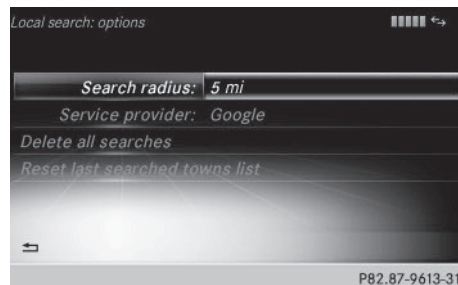 Local search: options
Search radius: 5 mi
Service provider: Google
Delete all searches
Reset last searched towns list
P82.87-9613-31